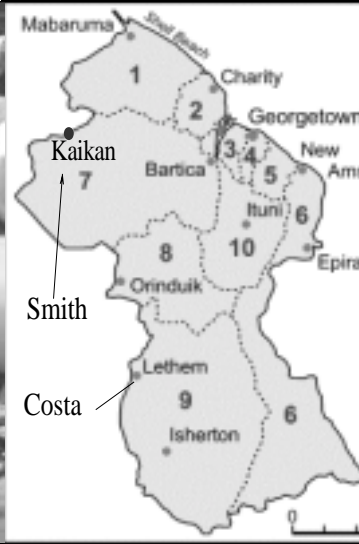 Shell Beach
Mabaruma
1
Charity
2
Georgetown
Kaikan
3
4
New
Bartica
Am
5
7
Ituni
6
8
10
Epira
Orinduik
Smith
Lethem
Costa
9
6
Isherton
0